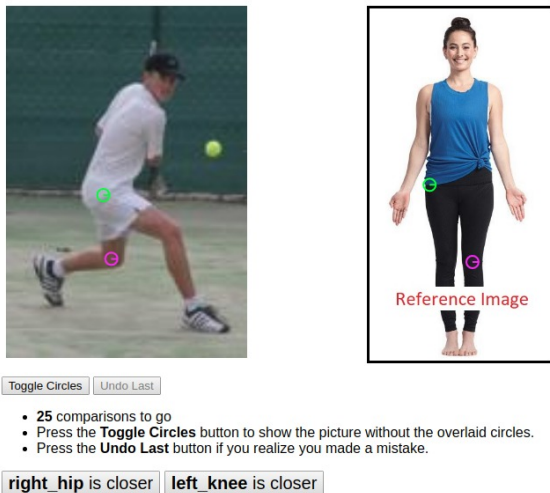 Reference Image
Toggle Circles Undo Last
25 comparisons to go
Press the Toggle Circles button to show the picture without the overlaid circles.
Press the Undo Last button if you realize you made a mistake.
right_hip is closer left_knee is closer